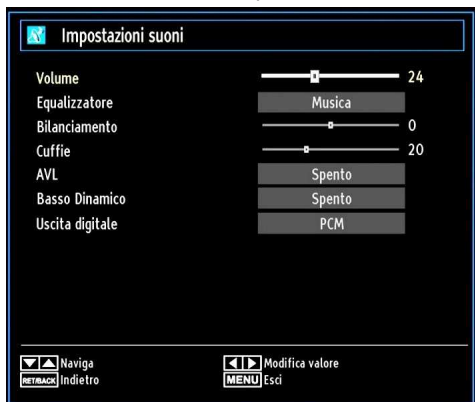 Impostazioni suoni
Volume 24
Equalizzatore Musica
Bilanciamento 0
Cuffie 20
AVL Spento
Basso Dinamico Spento
Uscita digitale PCM
Naviga Modifica valore
RET/BACK Indietro MENU Esci